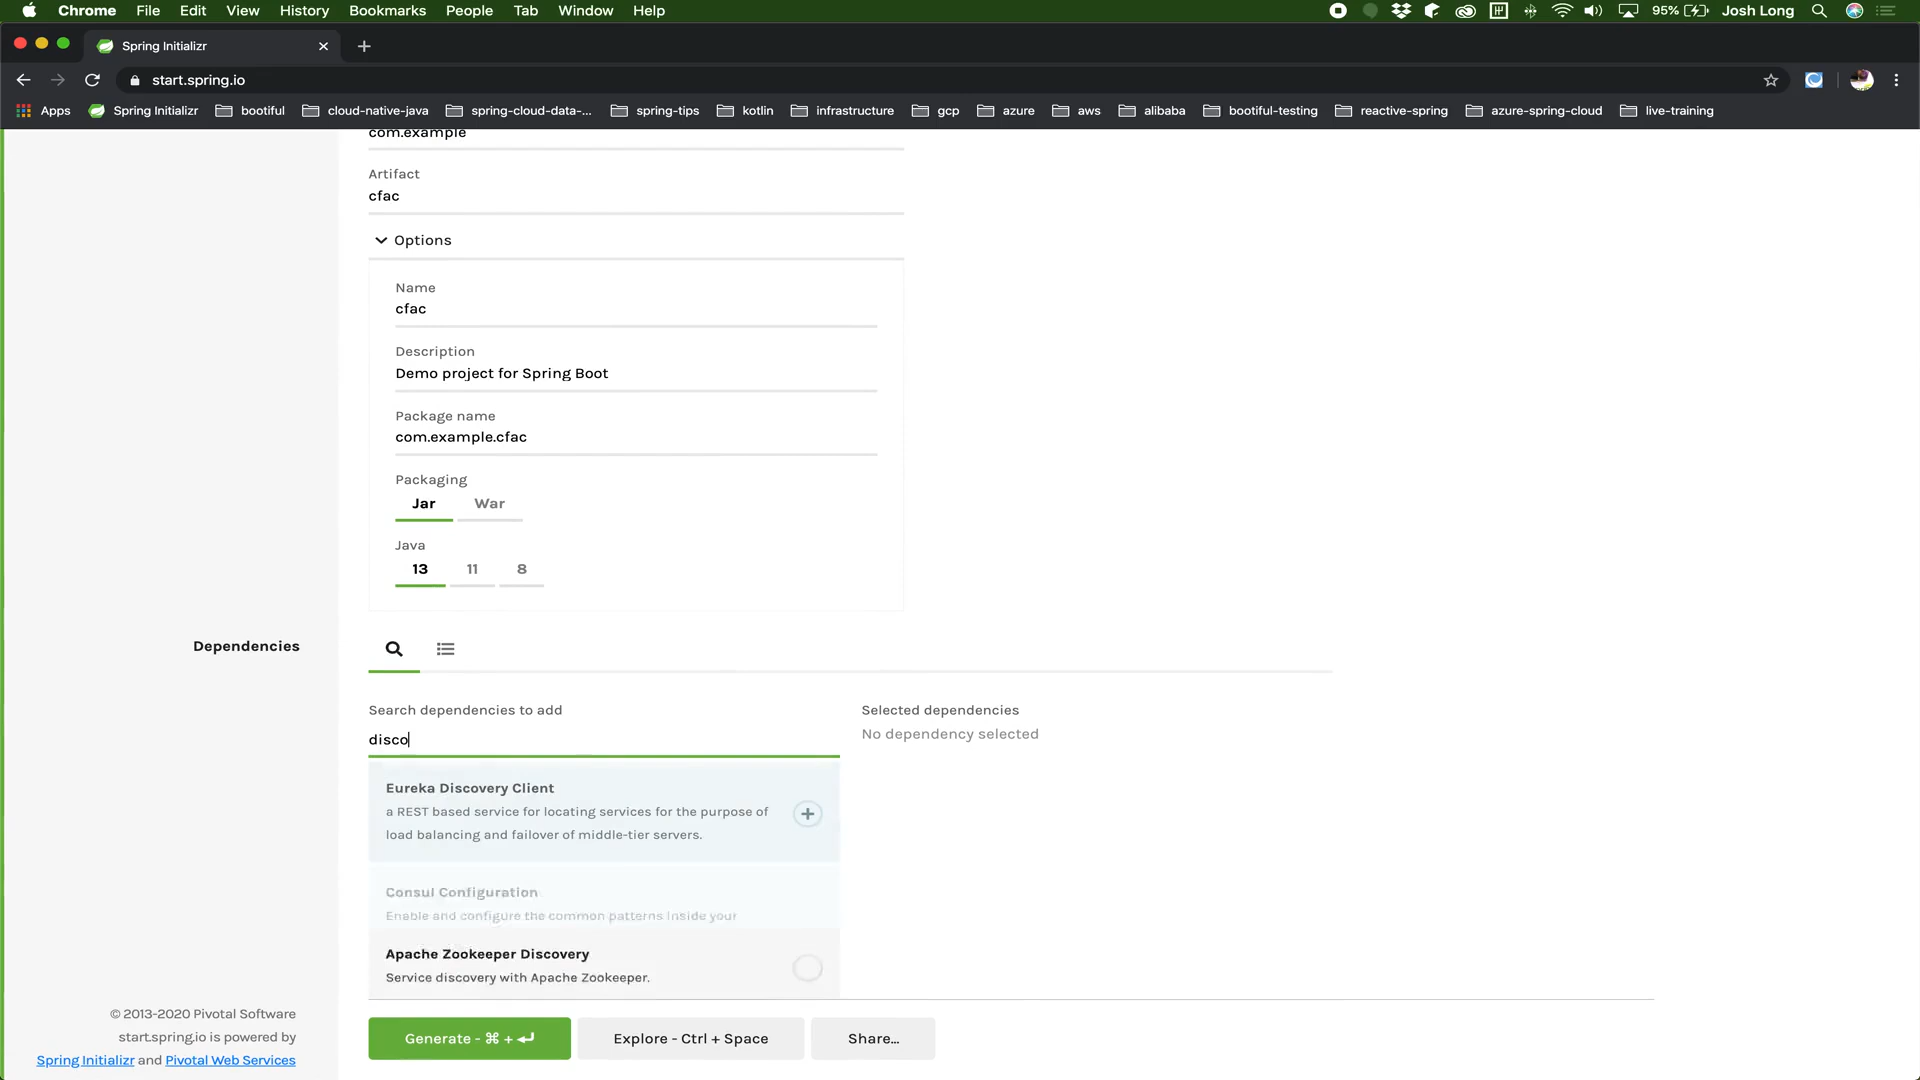 Chrome File Edit View History Bookmarks People Tab Window Help 95% Josh Long
Spring Initializr
start.spring.io
Apps Spring Initializr bootiful cloud-native-java spring-cloud-data-... spring-tips kotlin infrastructure gcp azure aws alibaba bootiful-testing reactive-spring azure-spring-cloud live-training
com.example
Artifact
cfac
Options
Name
cfac
Description
Demo project for Spring Boot
Package name
com.example.cfac
Packaging
Jar War
Java
13 11 8
Dependencies
Search dependencies to add
disco
Selected dependencies
No dependency selected
Eureka Discovery Client
a REST based service for locating services for the purpose of
load balancing and failover of middle-tier servers.
Consul Configuration
Enable and configure the common patterns inside your
Apache Zookeeper Discovery
Service discovery with Apache Zookeeper.
© 2013-2020 Pivotal Software
start.spring.io is powered by
Spring Initializr and Pivotal Web Services
Generate - ⌘ + ↵
Explore - Ctrl + Space
Share...